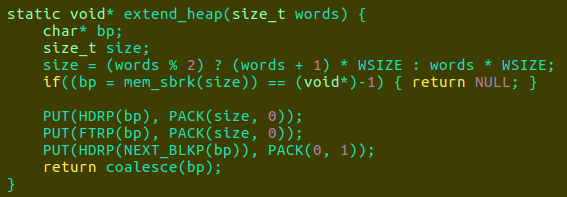 static void* extend_heap(size_t words) {
    char* bp;
    size_t size;
    size = (words % 2) ? (words + 1) * WSIZE : words * WSIZE;
    if((bp = mem_sbrk(size)) == (void*)-1) { return NULL; }

    PUT(HDRP(bp), PACK(size, 0));
    PUT(FTRP(bp), PACK(size, 0));
    PUT(HDRP(NEXT_BLKP(bp)), PACK(0, 1));
    return coalesce(bp);
}